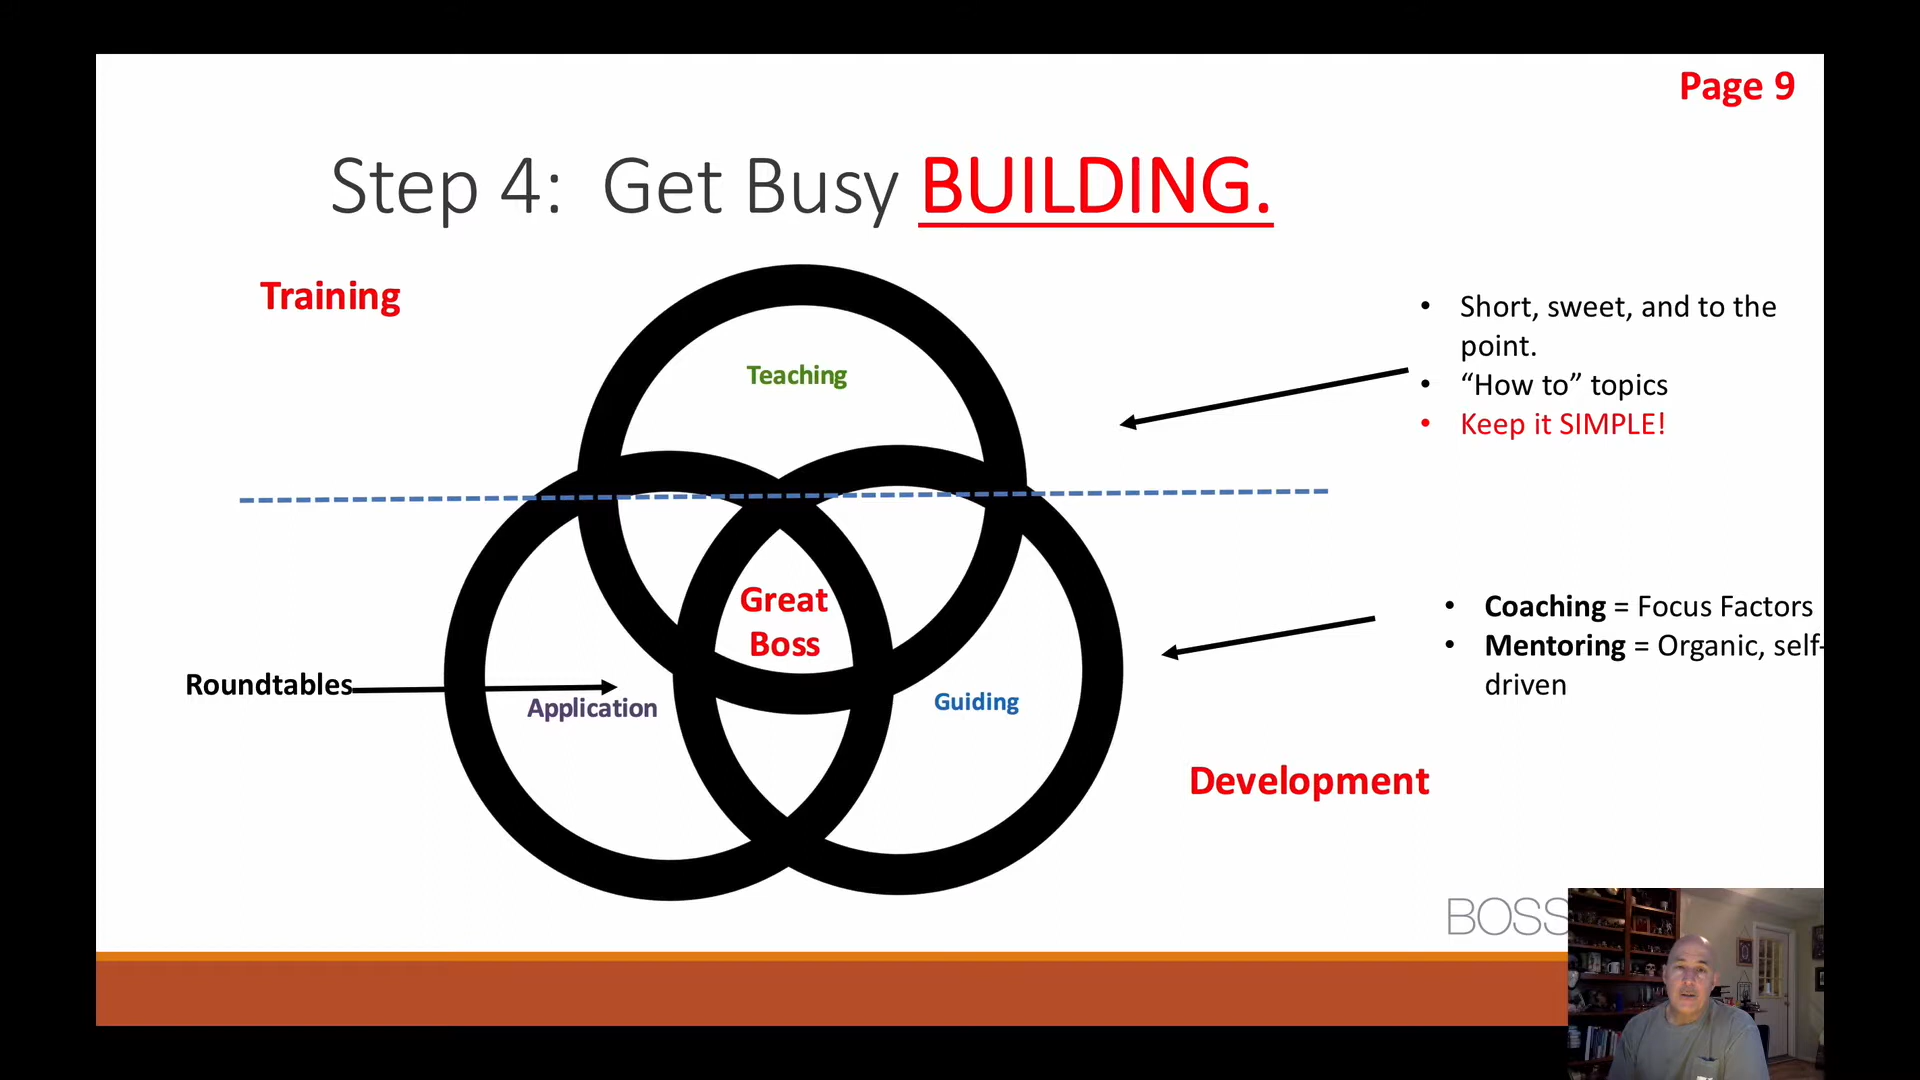 Page 9
Step 4: Get Busy BUILDING.
Training
Teaching
• Short, sweet, and to the
point.
• “How to” topics
• Keep it SIMPLE!
Great
Boss
• Coaching = Focus Factors
• Mentoring = Organic, self-
driven
Roundtables
Application
Guiding
Development
BOSS